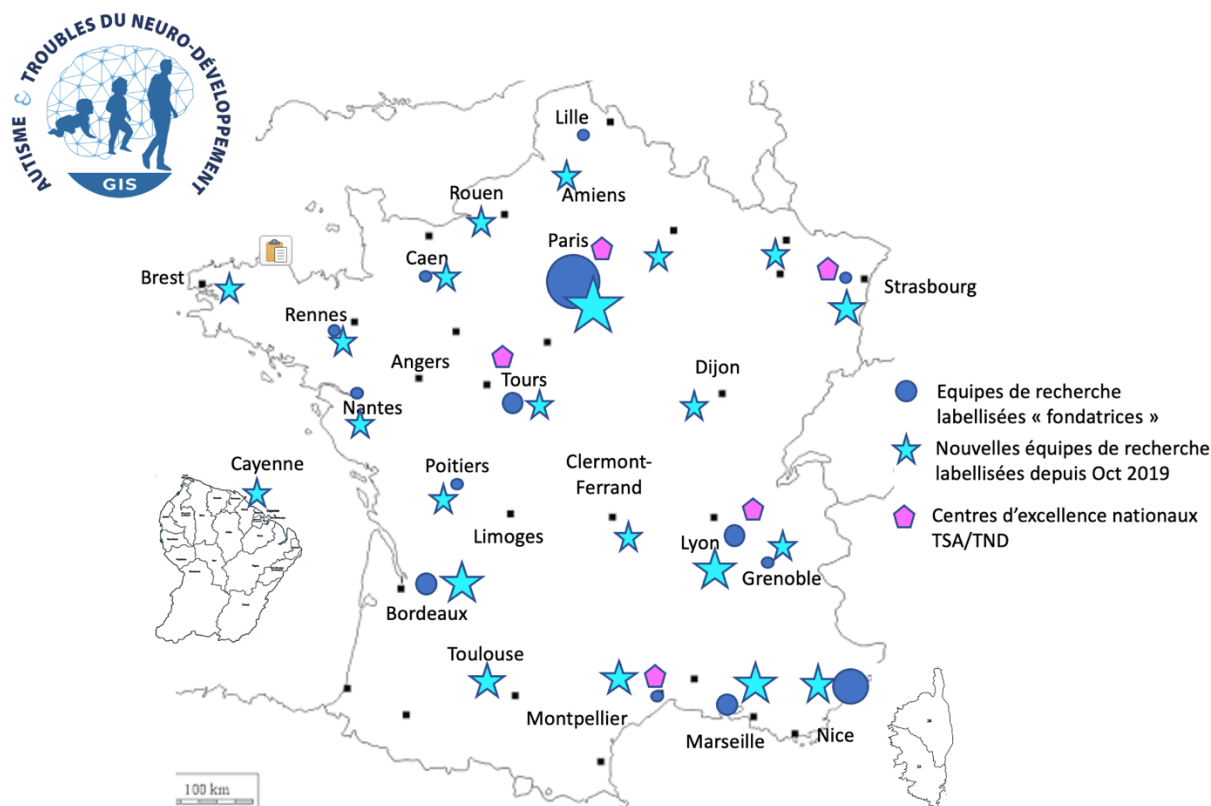 AUTISME & TROUBLES DU NEURO-DÉVELOPPEMENT
GIS
Lille
Amiens
Rouen
Paris
Caen
Brest
Strasbourg
Rennes
Angers
Tours
Dijon
Nantes
Equipes de recherche
labellisées « fondatrices »
Nouvelles équipes de recherche
labellisées depuis Oct 2019
Centres d’excellence nationaux
TSA/TND
Cayenne
Poitiers
Clermont-
Ferrand
Limoges
Lyon
Grenoble
Bordeaux
Toulouse
Montpellier
Marseille
Nice
100 km